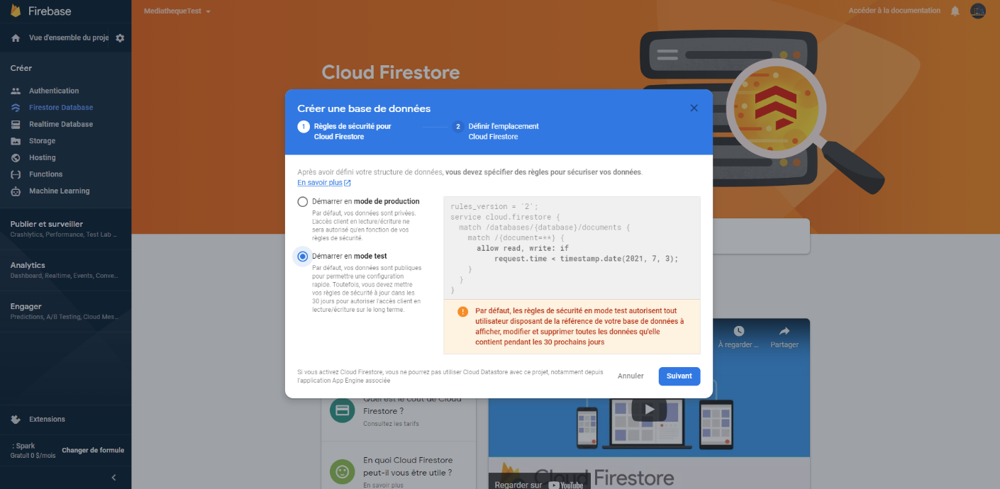 Firebase
MediathequeTest
Accéder à la documentation
Vue d'ensemble du proje
Créer
Authentication
Firestore Database
Realtime Database
Storage
Hosting
Functions
Machine Learning
Publier et surveiller
Crashlytics, Performance, Test Lab ...
Analytics
Dashboard, Realtime, Events, Conve...
Engager
Predictions, A/B Testing, Cloud Mes...
Extensions
: Spark
Gratuit 0 $/mois
Changer de formule
Cloud Firestore
Créer une base de données
1
Règles de sécurité pour
Cloud Firestore
2
Définir l'emplacement
Cloud Firestore
Après avoir défini votre structure de données, vous devez spécifier des règles pour sécuriser vos données.
En savoir plus
Démarrer en mode de production
Par défaut, vos données sont privées.
L'accès client en lecture/écriture ne
sera autorisé qu'en fonction de vos
règles de sécurité.
Démarrer en mode test
Par défaut, vos données sont publiques
pour permettre une configuration
rapide. Toutefois, vous devez mettre
vos règles de sécurité à jour dans les
30 jours pour autoriser l'accès client en
lecture/écriture sur le long terme.
rules_version = '2';
service cloud.firestore {
match /databases/{database}/documents {
match /{document=**} {
allow read, write: if
request.time < timestamp.date(2021, 7, 3);
}
}
}
Par défaut, les règles de sécurité en mode test autorisent tout
utilisateur disposant de la référence de votre base de données à
afficher, modifier et supprimer toutes les données qu'elle
contient pendant les 30 prochains jours
Si vous activez Cloud Firestore, vous ne pourrez pas utiliser Cloud Datastore avec ce projet, notamment depuis
l'application App Engine associée
Annuler
Suivant
Quel est le coût de Cloud
Firestore ?
Consultez les tarifs
En quoi Cloud Firestore
peut-il vous être utile ?
En savoir plus
À regarder ...
Partager
Cloud Firestore
Regarder sur
YouTube